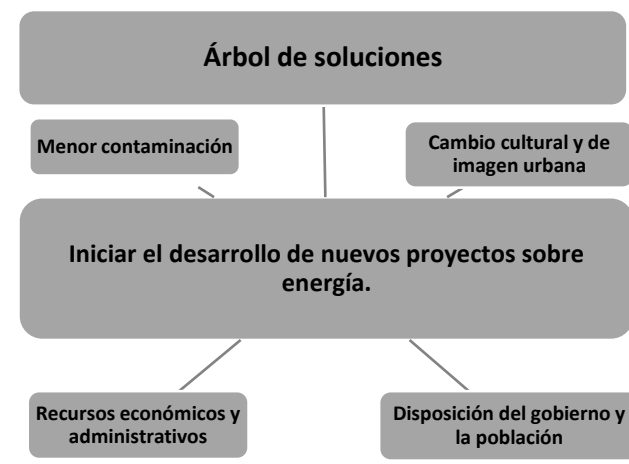 Árbol de soluciones
Menor contaminación
Cambio cultural y de
imagen urbana
Iniciar el desarrollo de nuevos proyectos sobre
energía.
Recursos económicos y
administrativos
Disposición del gobierno y
la población